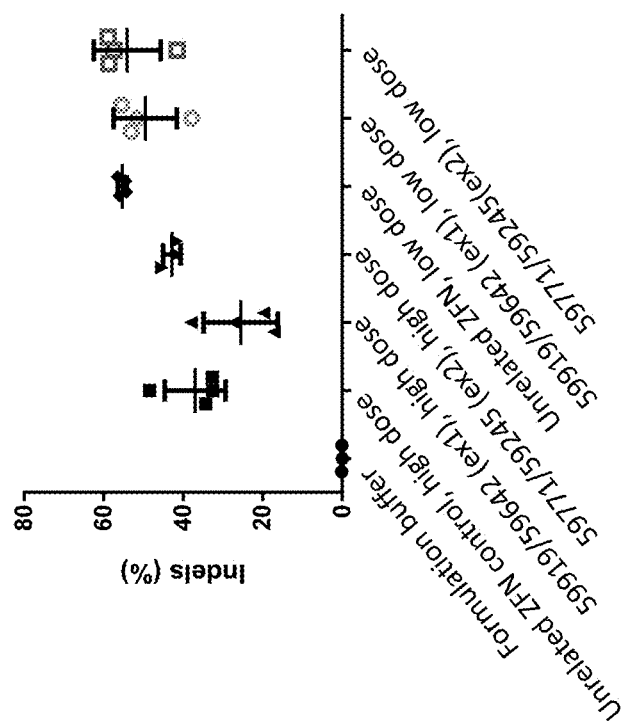 80
60
40
20
0
Indels (%)
Formulation buffer
Unrelated ZFN control, high dose
59919/59642 (ex1), high dose
59771/59245 (ex2), high dose
Unrelated ZFN, low dose
59919/59642 (ex1), low dose
59771/59245(ex2), low dose